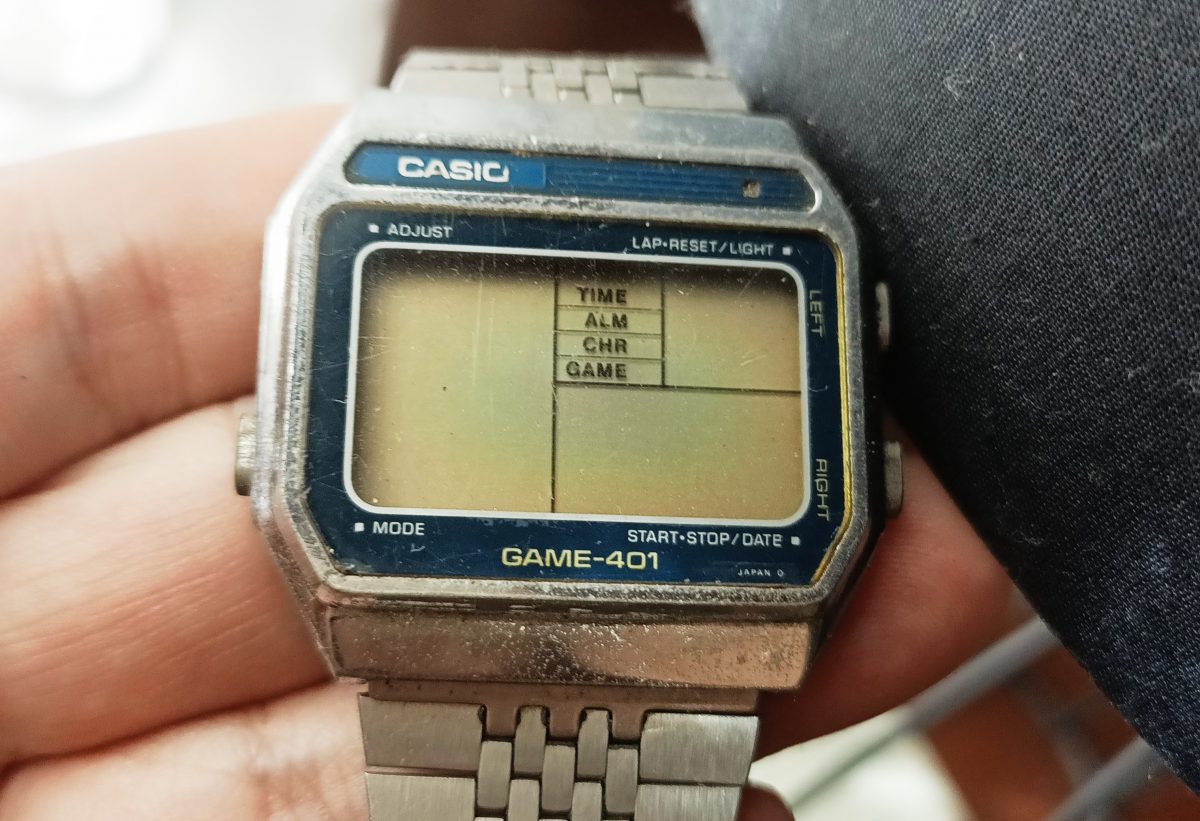 CASIO
ADJUST
LAP•RESET/LIGHT
LEFT
TIME
ALM
CHR
GAME
RIGHT
MODE
START•STOP/DATE
GAME-401
JAPAN O